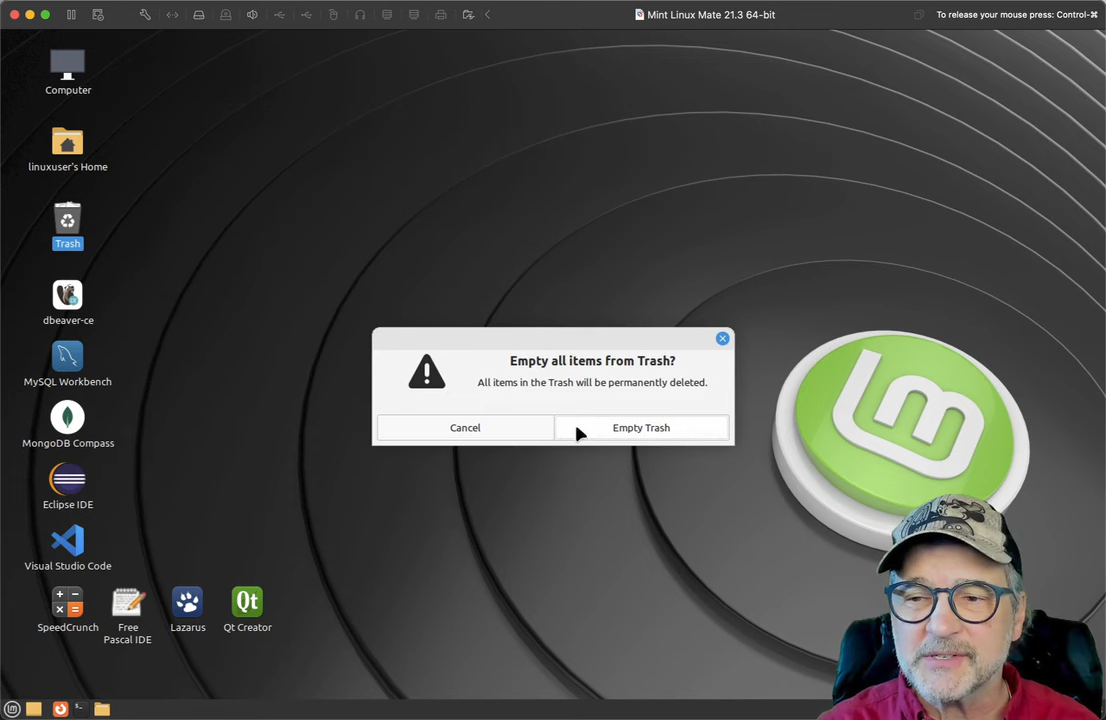 Mint Linux Mate 21.3 64-bit
To release your mouse press: Control-⌘
Computer
linuxuser's Home
Trash
dbeaver-ce
MySQL Workbench
MongoDB Compass
Eclipse IDE
Visual Studio Code
SpeedCrunch
Free
Pascal IDE
Lazarus
Qt
Qt Creator
Empty all items from Trash?
All items in the Trash will be permanently deleted.
Cancel
Empty Trash